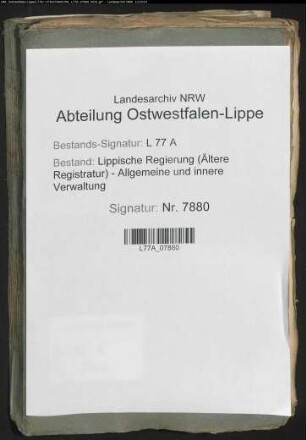 Landesarchiv NRW
Abteilung Ostwestfalen-Lippe
Bestands-Signatur: L 77 A
Bestand: Lippische Regierung (Ältere
Registratur) - Allgemeine und innere
Verwaltung
Signatur: Nr. 7880
L77A_07880